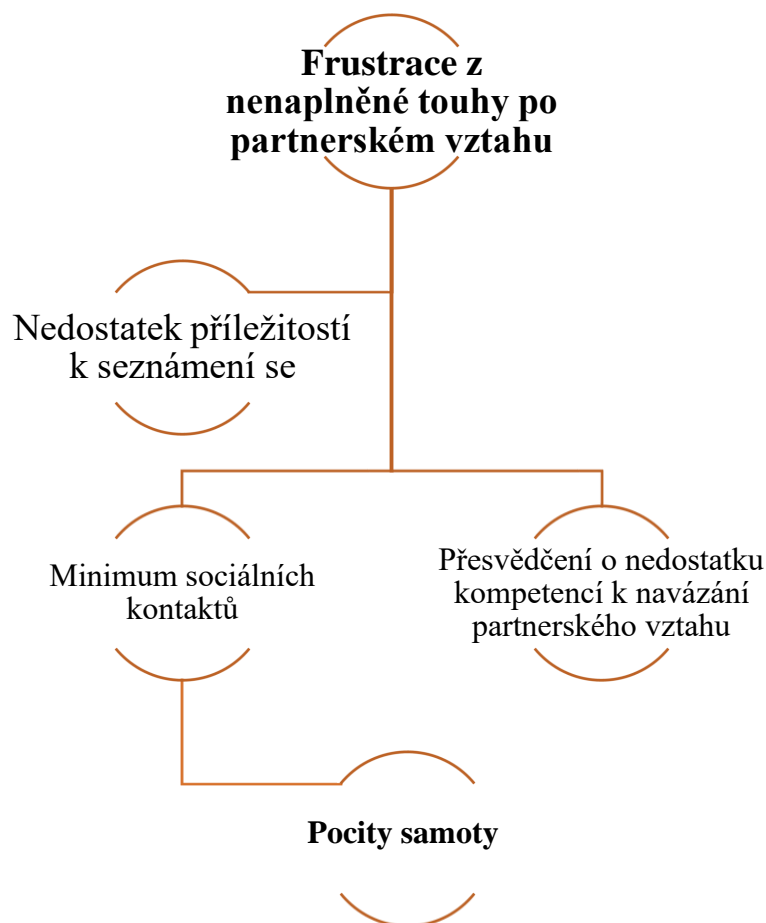 Frustrace z
nenaplněné touhy po
partnerském vztahu
Nedostatek příležitostí
k seznámení se
Minimum sociálních
kontaktů
Přesvědčení o nedostatku
kompetencí k navázání
partnerského vztahu
Pocity samoty